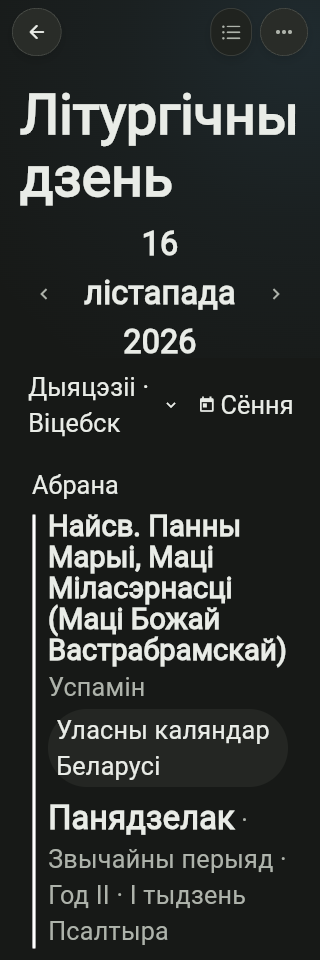 Літургічны
дзень
16
лістапада
2026
Дыяцэзіі ·
Віцебск
Сёння
Абрана
Найсв. Панны
Марыі, Маці
Міласэрнасці
(Маці Божай
Вастрабрамскай)
Успамін
Уласны каляндар
Беларусі
Панядзелак ·
Звычайны перыяд ·
Год II · I тыдзень
Псалтыра